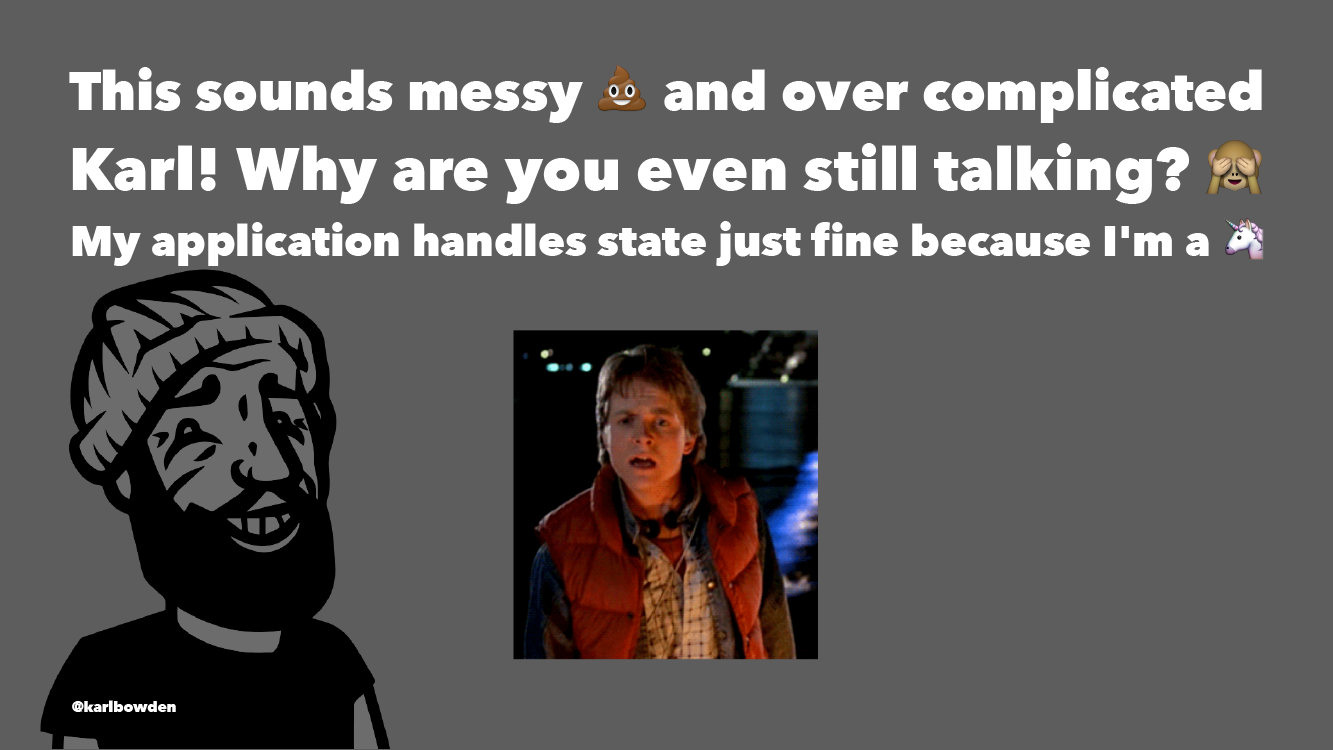 This sounds messy 💩 and over complicated
Karl! Why are you even still talking? 🙈
My application handles state just fine because I'm a 🦄
@karlbowden